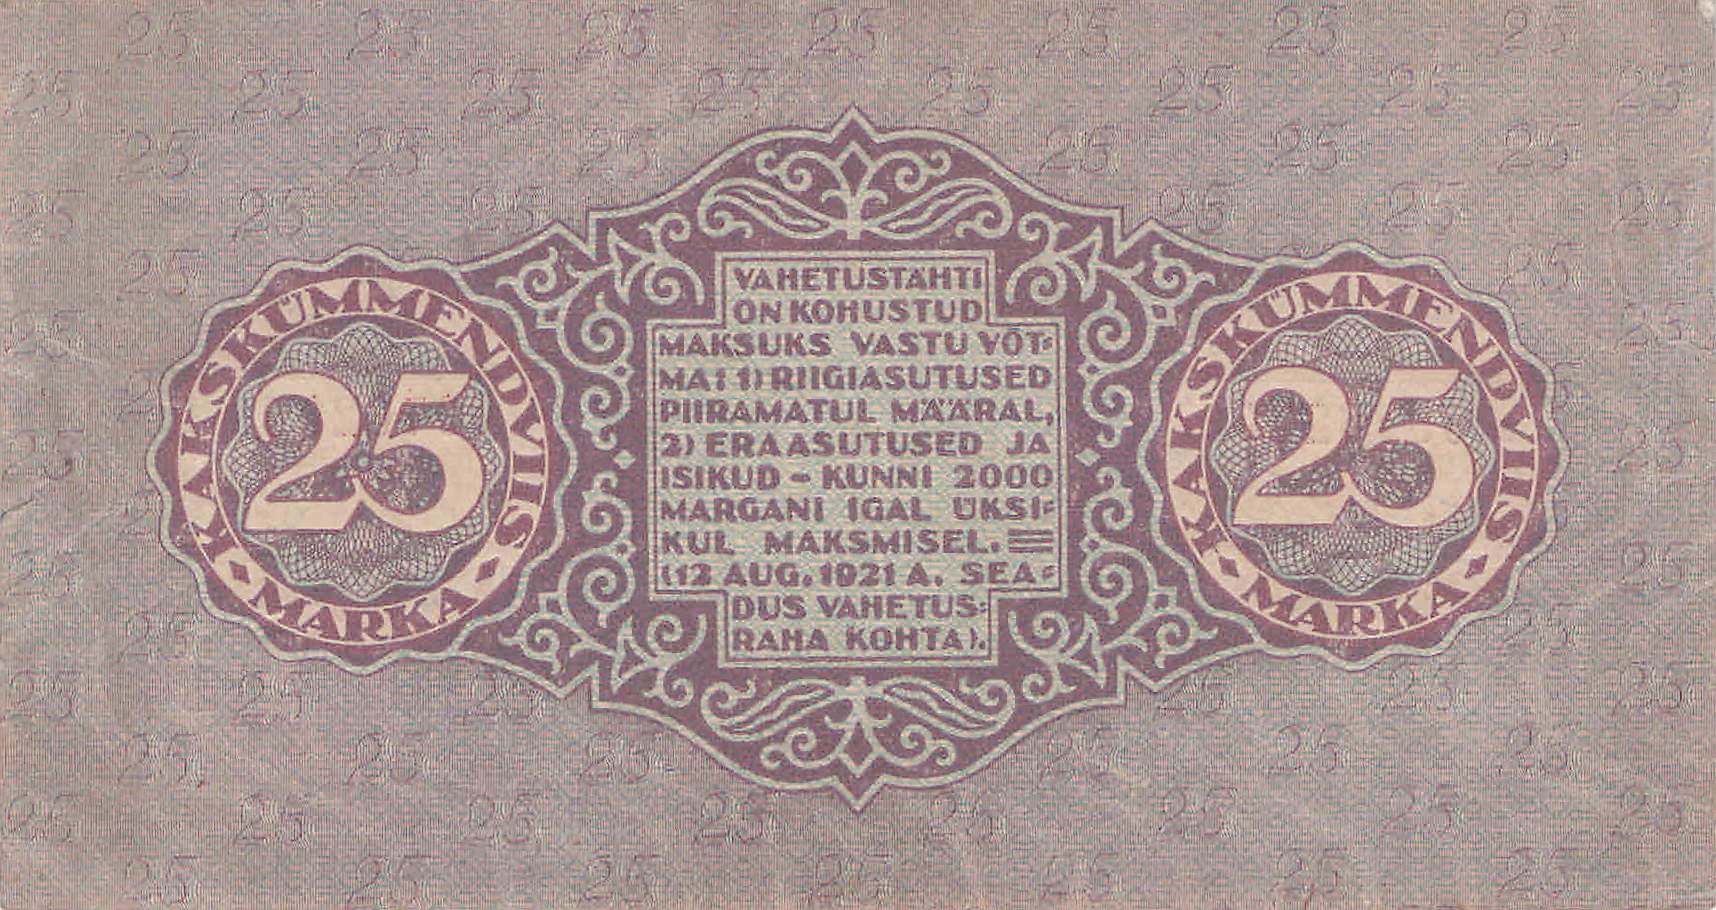 VAHETUSTÄHTI
ON KOHUSTUD
MAKSUKS VASTU VÕT-
MA: 1) RIIGIASUTUSED
PIIRAMATUL MÄÄRAL,
2) ERAASUTUSED JA
ISIKUD – KUNNI 2000
MARGANI IGAL ÜKSI-
KUL MAKSMISEL.
(12 AUG. 1921 A. SEA-
DUS VAHETUS-
RAHA KOHTA).
KAKSKÜMMENDVIIS
25
MARKA
KAKSKÜMMENDVIIS
25
MARKA